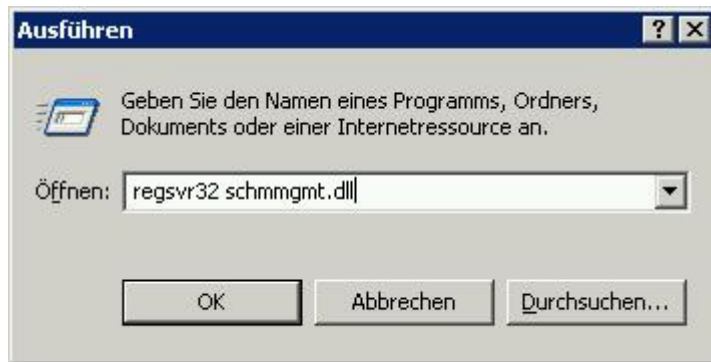 Ausführen
Geben Sie den Namen eines Programms, Ordners,
Dokuments oder einer Internetressource an.
Öffnen: regsvr32 schmmgmt.dll
OK Abbrechen Durchsuchen...